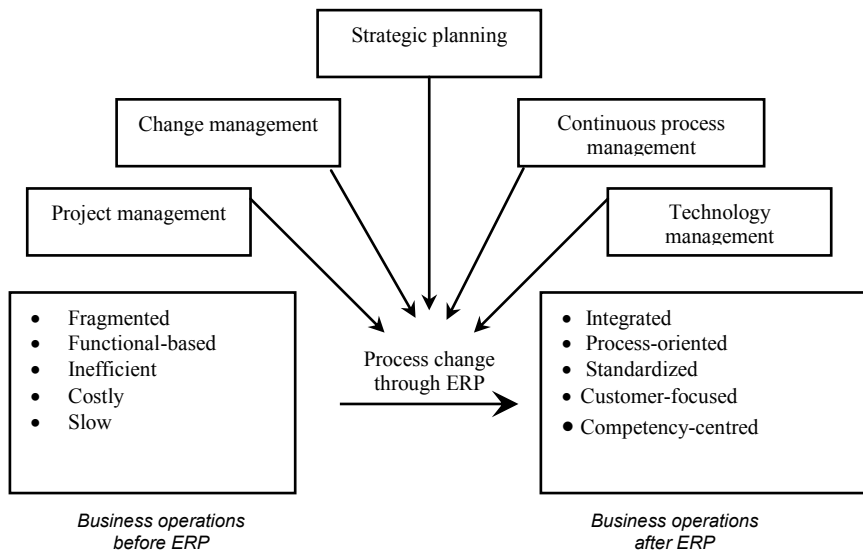 Strategic planning
Change management
Continuous process
management
Project management
Technology
management
• Fragmented
• Functional-based
• Inefficient
• Costly
• Slow
Process change
through ERP
• Integrated
• Process-oriented
• Standardized
• Customer-focused
• Competency-centred
Business operations
before ERP
Business operations
after ERP